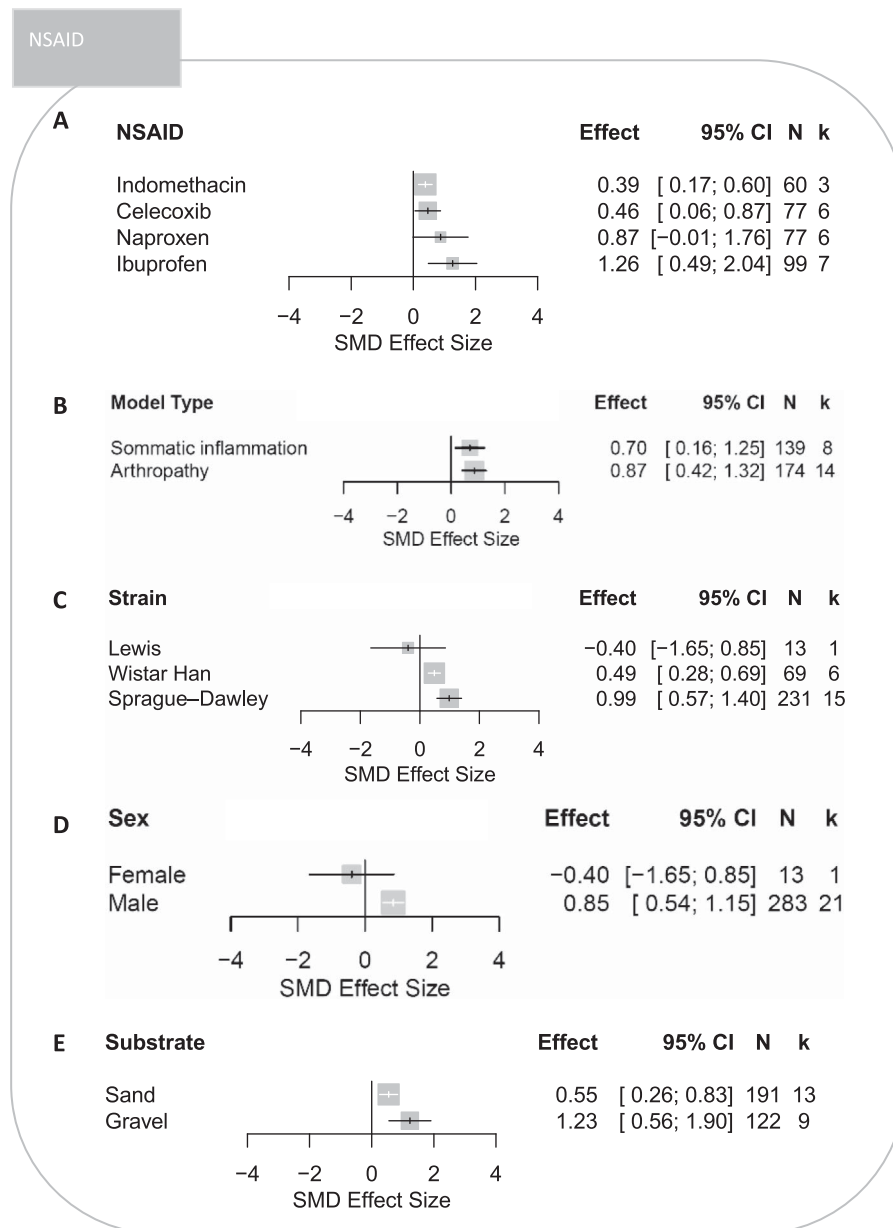 NSAID
A NSAID Effect 95% CI N k
Indomethacin 0.39 [ 0.17; 0.60] 60 3
Celecoxib 0.46 [ 0.06; 0.87] 77 6
Naproxen 0.87 [−0.01; 1.76] 77 6
Ibuprofen 1.26 [ 0.49; 2.04] 99 7
−4 −2 0 2 4
SMD Effect Size
B Model Type Effect 95% CI N k
Sommatic inflammation 0.70 [ 0.16; 1.25] 139 8
Arthropathy 0.87 [ 0.42; 1.32] 174 14
−4 −2 0 2 4
SMD Effect Size
C Strain Effect 95% CI N k
Lewis −0.40 [−1.65; 0.85] 13 1
Wistar Han 0.49 [ 0.28; 0.69] 69 6
Sprague−Dawley 0.99 [ 0.57; 1.40] 231 15
−4 −2 0 2 4
SMD Effect Size
D Sex Effect 95% CI N k
Female −0.40 [−1.65; 0.85] 13 1
Male 0.85 [ 0.54; 1.15] 283 21
−4 −2 0 2 4
SMD Effect Size
E Substrate Effect 95% CI N k
Sand 0.55 [ 0.26; 0.83] 191 13
Gravel 1.23 [ 0.56; 1.90] 122 9
−4 −2 0 2 4
SMD Effect Size